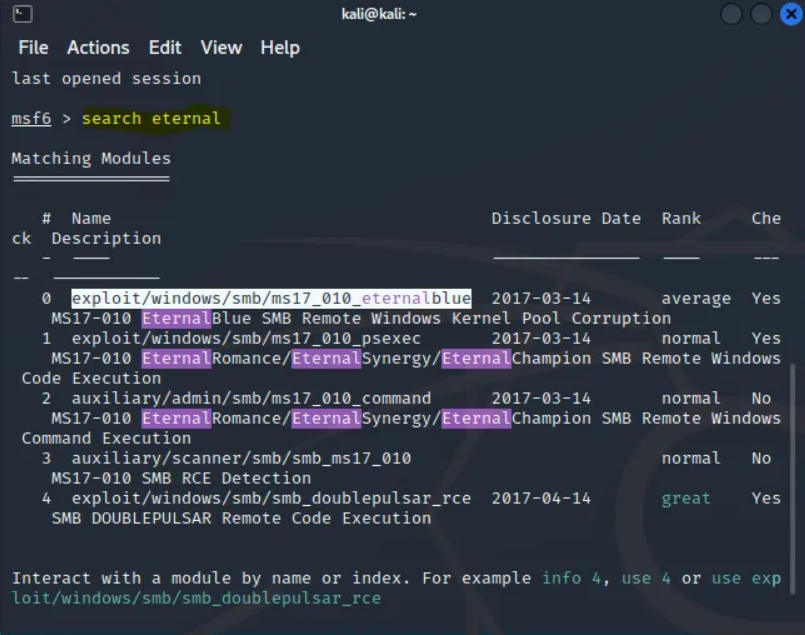 kali@kali: ~
File Actions Edit View Help
last opened session
msf6 > search eternal
Matching Modules
================
# Name Disclosure Date Rank Che
ck Description
- ---- --------------- ---- ---
-- -----------
0 exploit/windows/smb/ms17_010_eternalblue 2017-03-14 average Yes
MS17-010 EternalBlue SMB Remote Windows Kernel Pool Corruption
1 exploit/windows/smb/ms17_010_psexec 2017-03-14 normal Yes
MS17-010 EternalRomance/EternalSynergy/EternalChampion SMB Remote Windows
Code Execution
2 auxiliary/admin/smb/ms17_010_command 2017-03-14 normal No
MS17-010 EternalRomance/EternalSynergy/EternalChampion SMB Remote Windows
Command Execution
3 auxiliary/scanner/smb/smb_ms17_010 normal No
MS17-010 SMB RCE Detection
4 exploit/windows/smb/smb_doublepulsar_rce 2017-04-14 great Yes
SMB DOUBLEPULSAR Remote Code Execution
Interact with a module by name or index. For example info 4, use 4 or use exp
loit/windows/smb/smb_doublepulsar_rce